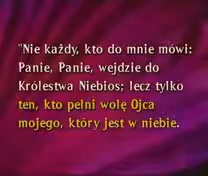 "Nie każdy, kto do mnie mówi:
Panie, Panie, wejdzie do
Królestwa Niebios; lecz tylko
ten, kto pełni wolę Ojca
mojego, który jest w niebie.